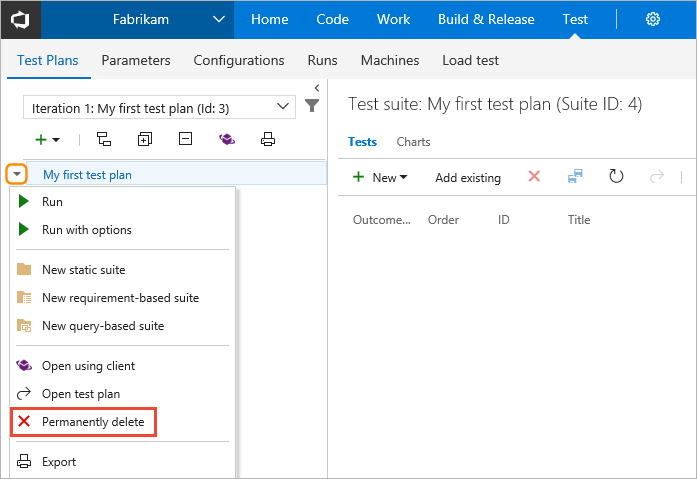 Fabrikam Home Code Work Build & Release Test
Test Plans Parameters Configurations Runs Machines Load test
Iteration 1: My first test plan (Id: 3)
My first test plan
Run
Run with options
New static suite
New requirement-based suite
New query-based suite
Open using client
Open test plan
Permanently delete
Export
Test suite: My first test plan (Suite ID: 4)
Tests Charts
New Add existing
Outcome... Order ID Title